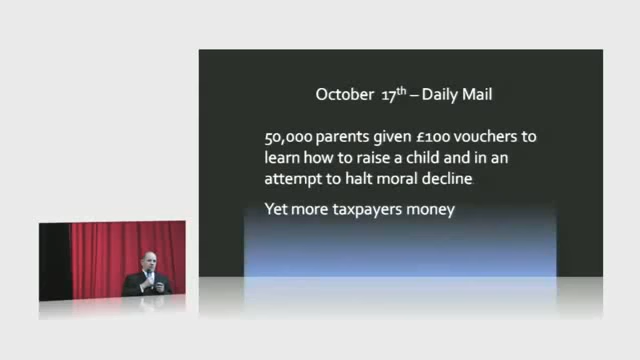 October 17th – Daily Mail
50,000 parents given £100 vouchers to
learn how to raise a child and in an
attempt to halt moral decline
Yet more taxpayers money